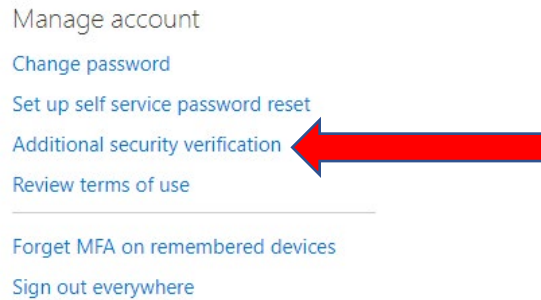 Manage account
Change password
Set up self service password reset
Additional security verification
Review terms of use
Forget MFA on remembered devices
Sign out everywhere